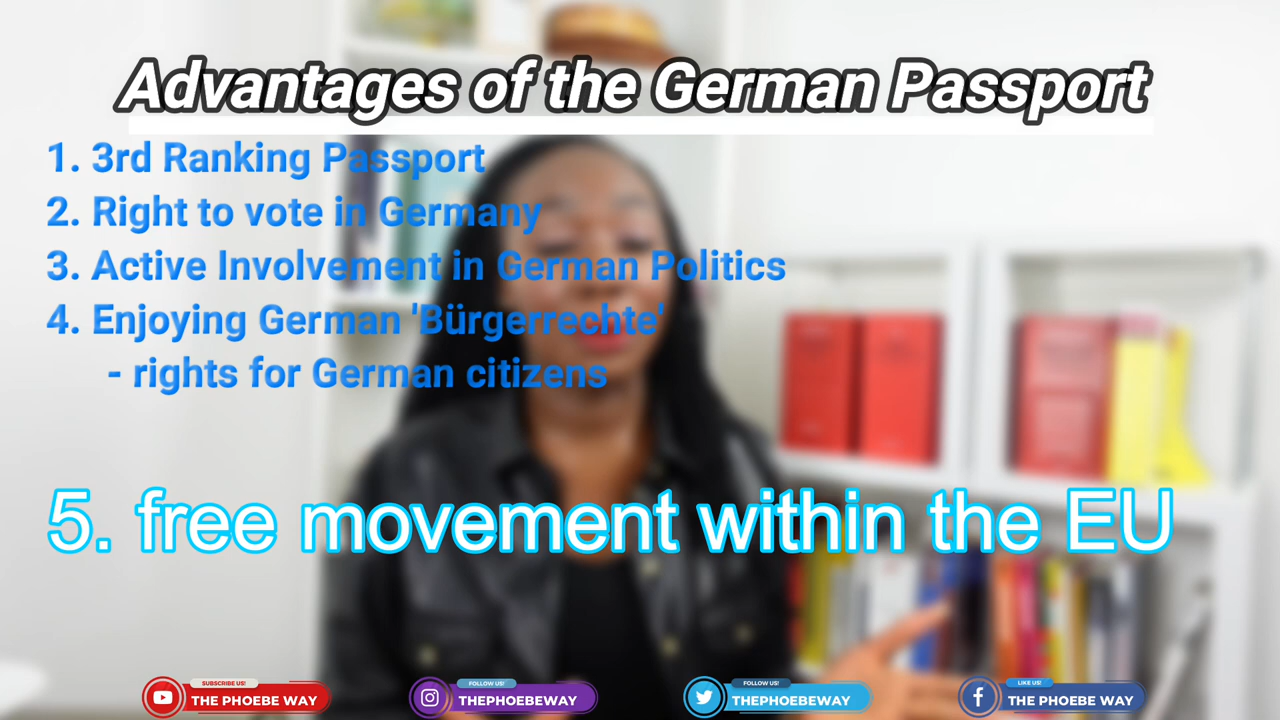 Advantages of the German Passport
1. 3rd Ranking Passport
2. Right to vote in Germany
3. Active Involvement in German Politics
4. Enjoying German 'Bürgerrechte'
- rights for German citizens
5. free movement within the EU
SUBSCRIBE US!
THE PHOEBE WAY
FOLLOW US!
THEPHOEBEWAY
FOLLOW US!
THEPHOEBEWAY
LIKE US!
THE PHOEBE WAY